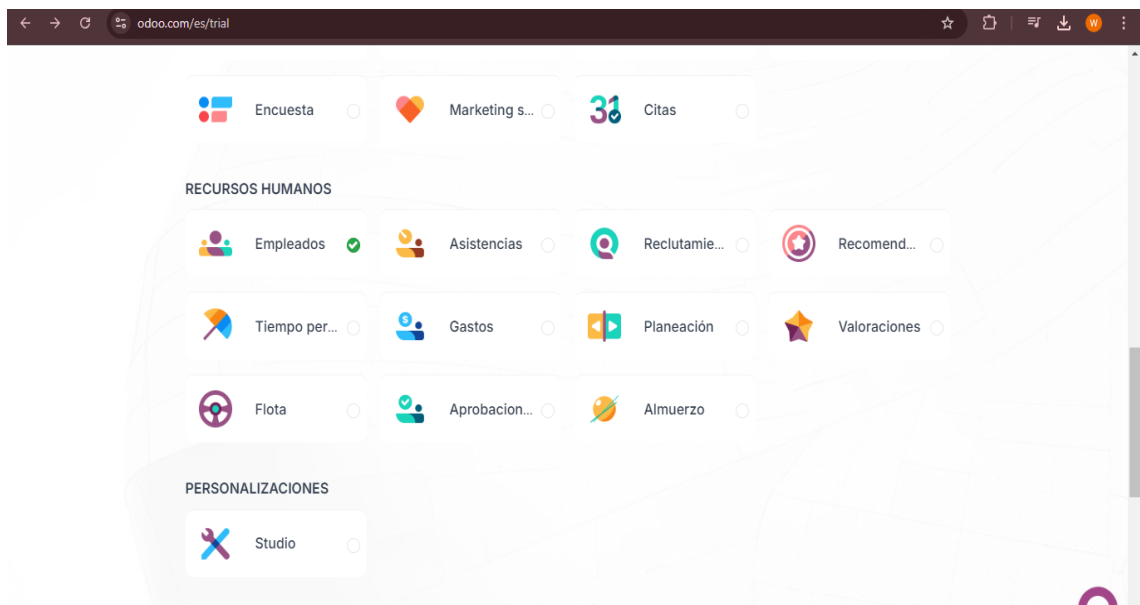 odoo.com/es/trial
W
Encuesta
Marketing s...
31
Citas
RECURSOS HUMANOS
Empleados
Asistencias
Reclutamie...
Recomend...
Tiempo per...
$
Gastos
Planeación
Valoraciones
Flota
Aprobacion...
Almuerzo
PERSONALIZACIONES
Studio